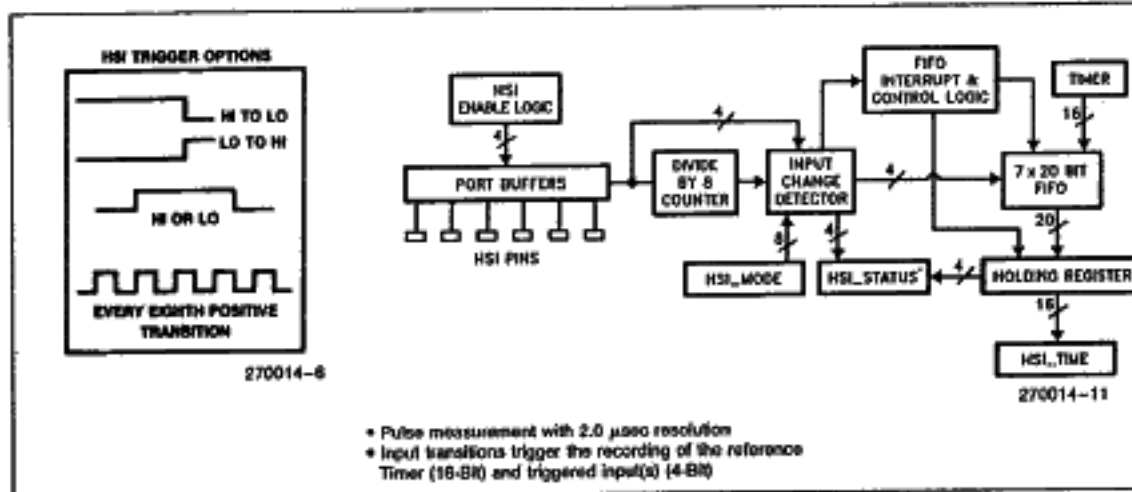 HSI TRIGGER OPTIONS
HI TO LO
LO TO HI
HI OR LO
EVERY EIGHTH POSITIVE
TRANSITION
270014-6
HSI
ENABLE LOGIC
4
PORT BUFFERS
HSI PINS
4
DIVIDE
BY 8
COUNTER
INPUT
CHANGE
DETECTOR
FIFO
INTERRUPT &
CONTROL LOGIC
TIMER
16
4
7 x 20 BIT
FIFO
20
8
4
HSI_MODE
HSI_STATUS
4
HOLDING REGISTER
16
HSI_TIME
270014-11
• Pulse measurement with 2.0 µsec resolution
• Input transitions trigger the recording of the reference
Timer (16-Bit) and triggered input(s) (4-Bit)